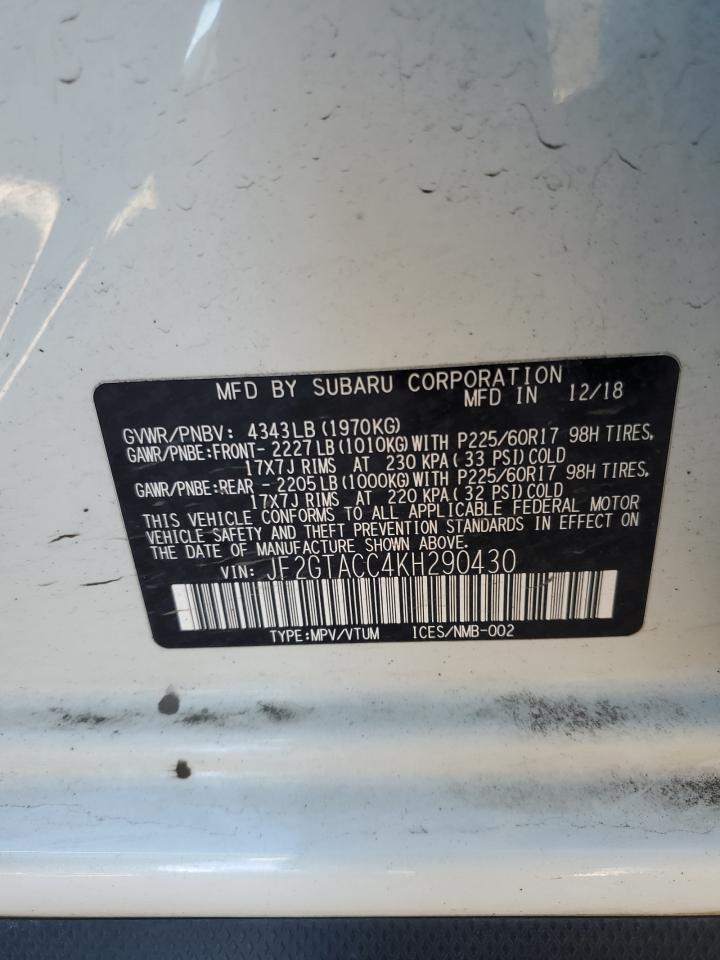 MFD BY SUBARU CORPORATION
MFD IN 12/18
GVWR/PNBV: 4343LB (1970KG)
GAWR/PNBE:FRONT- 2227LB(1010KG)WITH P225/60R17 98H TIRES,
17X7J RIMS AT 230 KPA( 33 PSI)COLD
GAWR/PNBE:REAR - 2205LB(1000KG)WITH P225/60R17 98H TIRES,
17X7J RIMS AT 220 KPA( 32 PSI)COLD
THIS VEHICLE CONFORMS TO ALL APPLICABLE FEDERAL MOTOR
VEHICLE SAFETY AND THEFT PREVENTION STANDARDS IN EFFECT ON
THE DATE OF MANUFACTURE SHOWN ABOVE.
VIN: JF2GTACC4KH290430
TYPE:MPV/VTUM ICES/NMB-002